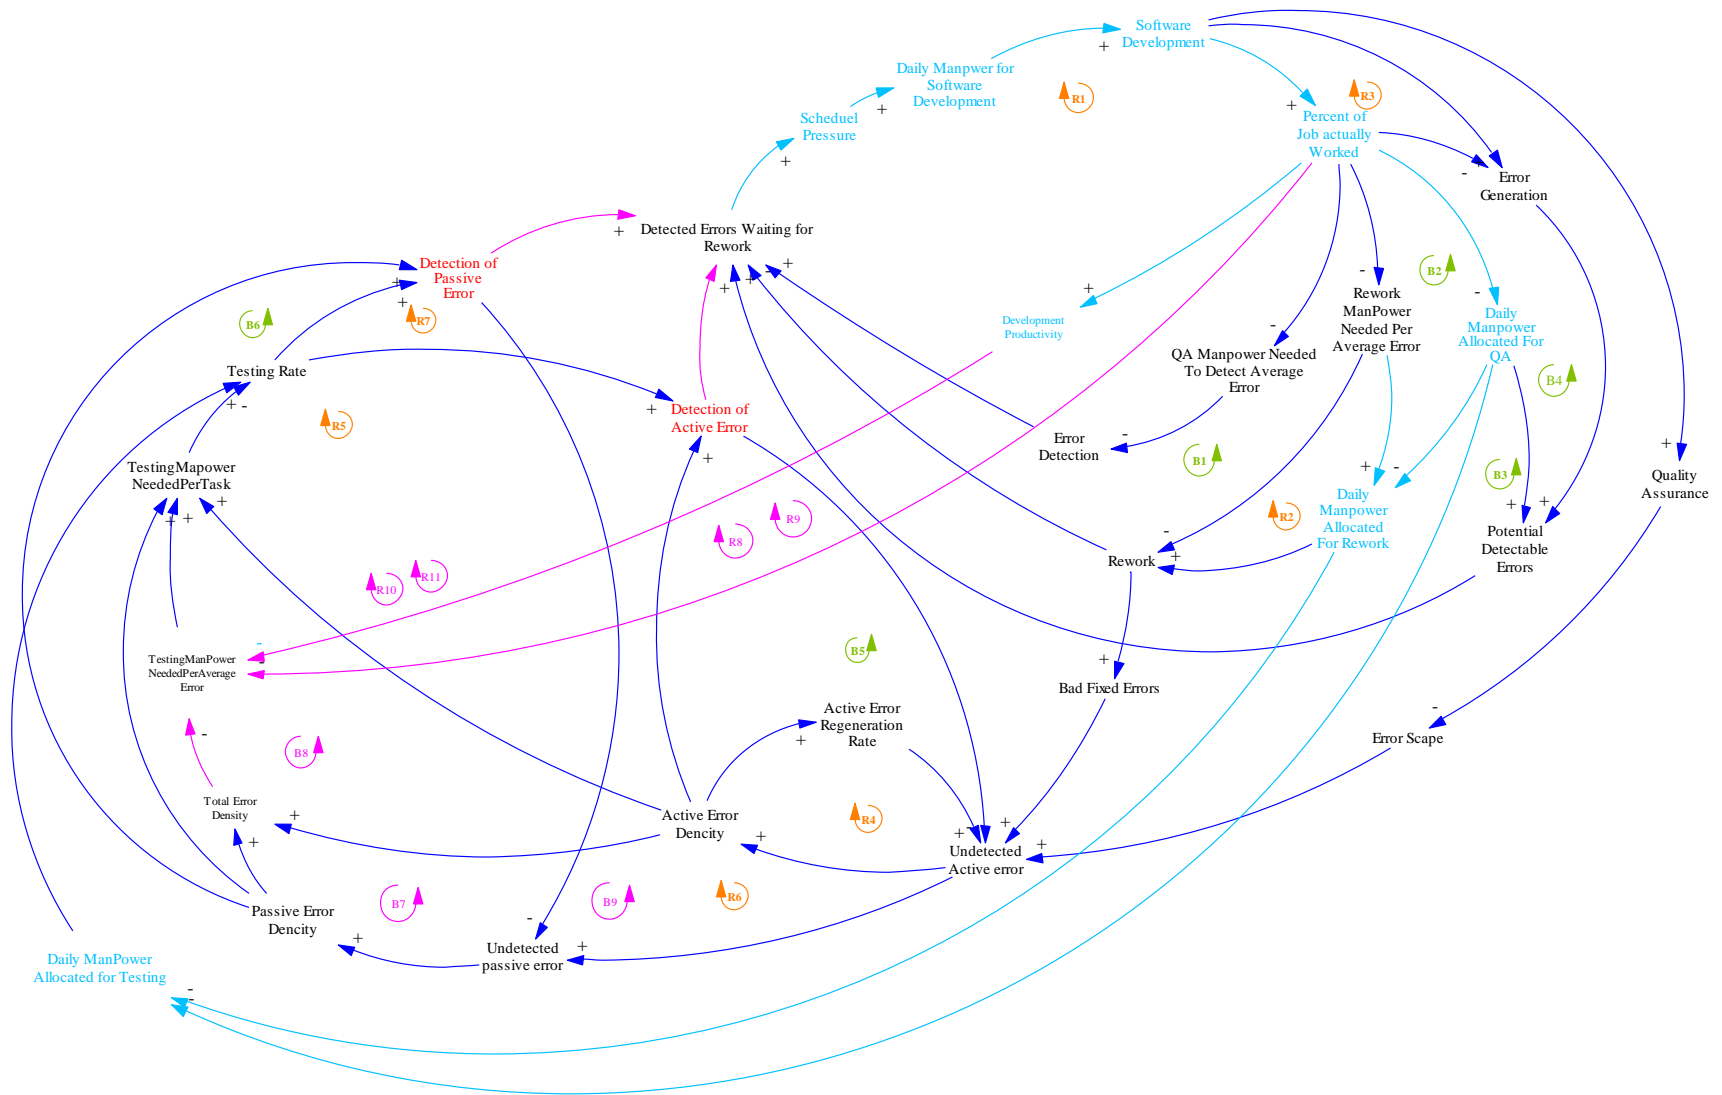 Software
Development
+
Daily Manpwer for
Software
Development
+
Scheduel
Pressure
+
R1
R3
+
Percent of
Job actually
Worked
-
+
Error
Generation
Detected Errors Waiting for
Rework
+
+
+
-
+
Detection of
Passive
Error
+
+
R7
B6
Testing Rate
+
-
R5
+
Detection of
Active Error
+
Development
Productivity
+
-
QA Manpower Needed
To Detect Average
Error
-
Rework
ManPower
Needed Per
Average Error
B2
-
Daily
Manpower
Allocated For
QA
B4
Error
Detection
-
B1
+
-
B3
+
Quality
Assurance
TestingMapower
NeededPerTask
+
+
+
R9
R8
R2
Daily
Manpower
Allocated
For Rework
+
+
Potential
Detectable
Errors
Rework
-
+
R10
R11
TestingManPower
NeededPerAverage
Error
-
-
B5
+
Bad Fixed Errors
Active Error
Regeneration
Rate
+
-
Error Scape
-
B8
Total Error
Density
+
+
Active Error
Dencity
+
R4
+
-
+
+
Undetected
Active error
B7
B9
R6
Passive Error
Dencity
+
-
Undetected
passive error
+
Daily ManPower
Allocated for Testing
-
-